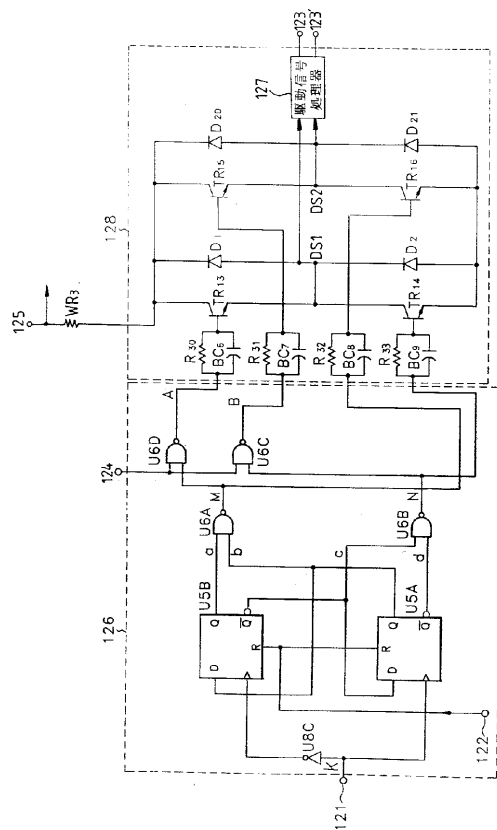 126
128
125
WR3
124
121
122
K
U8C
D
Q
R
Q
U5B
D
Q
R
Q
U5A
a
b
c
d
U6A
U6B
M
N
U6D
U6C
A
B
R30
BC6
R31
BC7
R32
BC8
R33
BC9
TR13
D1
TR15
D20
TR14
D2
TR16
D21
DS1
DS2
127
駆動信号
処理器
123
123'